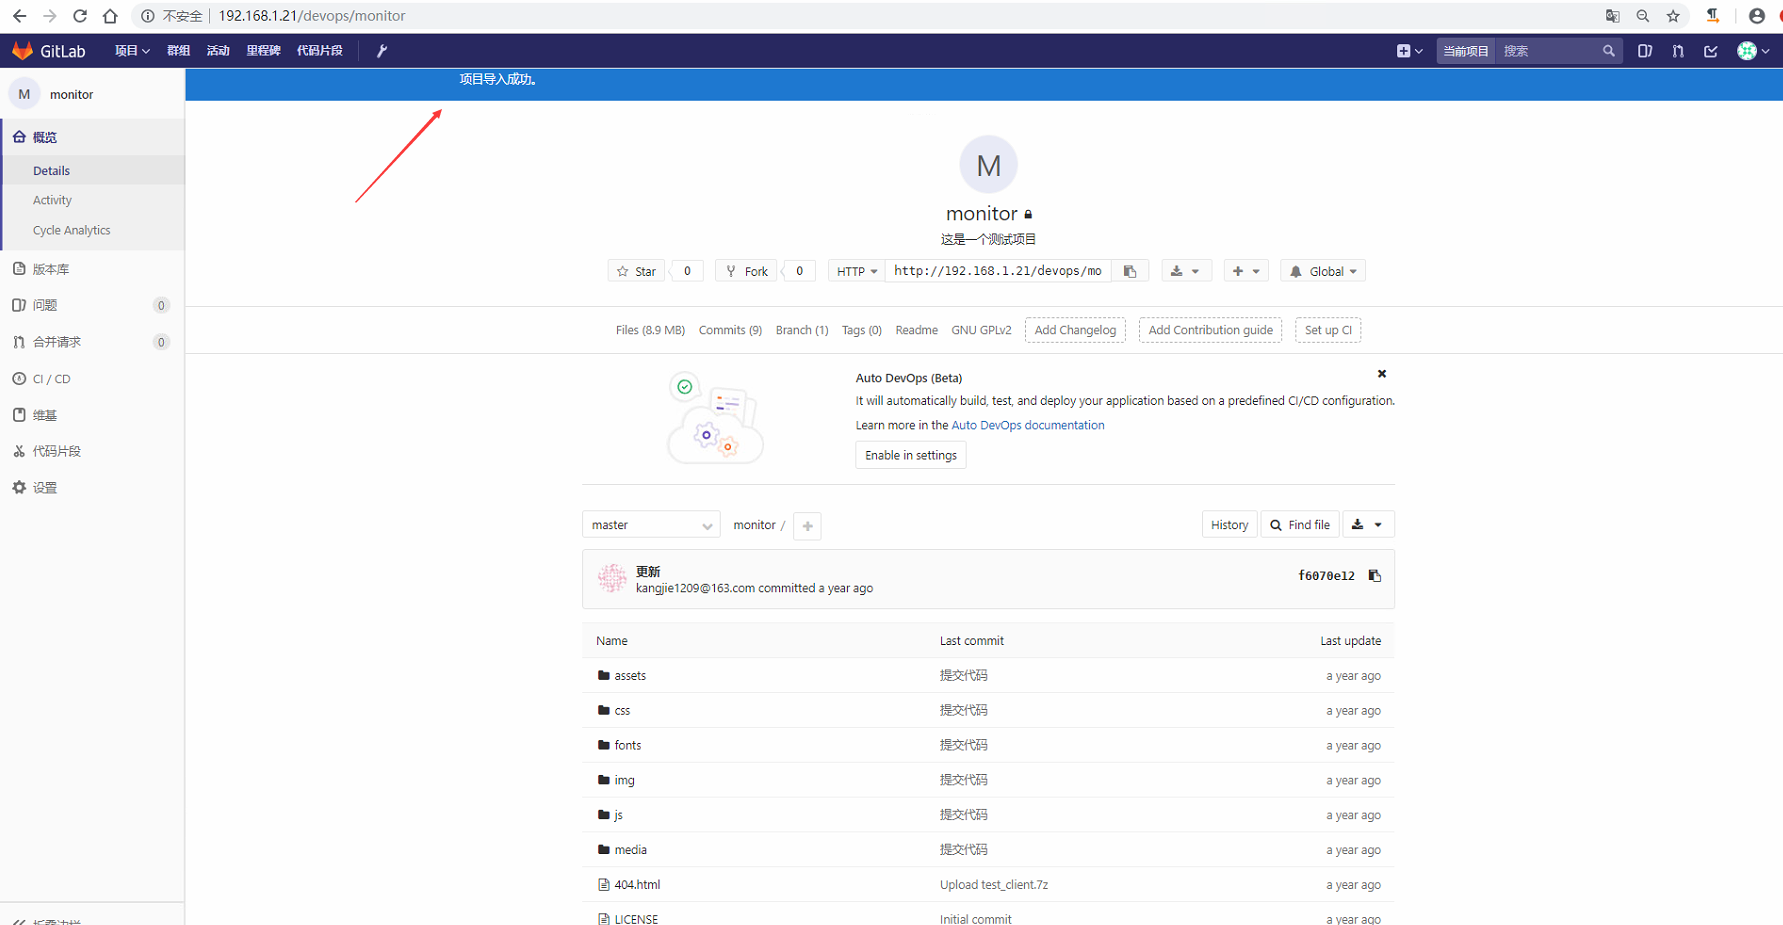 不安全 192.168.1.21/devops/monitor
GitLab 项目 群组 活动 里程碑 代码片段 当前项目 搜索
项目导入成功。
M monitor
概览
Details
Activity
Cycle Analytics
版本库
问题 0
合并请求 0
CI / CD
维基
代码片段
设置
折叠边栏
M
monitor
这是一个测试项目
Star 0 Fork 0 HTTP http://192.168.1.21/devops/mo Global
Files (8.9 MB) Commits (9) Branch (1) Tags (0) Readme GNU GPLv2 Add Changelog Add Contribution guide Set up CI
Auto DevOps (Beta)
It will automatically build, test, and deploy your application based on a predefined CI/CD configuration.
Learn more in the Auto DevOps documentation
Enable in settings
master monitor / + History Find file
更新
kangjie1209@163.com committed a year ago
f6070e12
Name Last commit Last update
assets 提交代码 a year ago
css 提交代码 a year ago
fonts 提交代码 a year ago
img 提交代码 a year ago
js 提交代码 a year ago
media 提交代码 a year ago
404.html Upload test_client.7z a year ago
LICENSE Initial commit a year ago